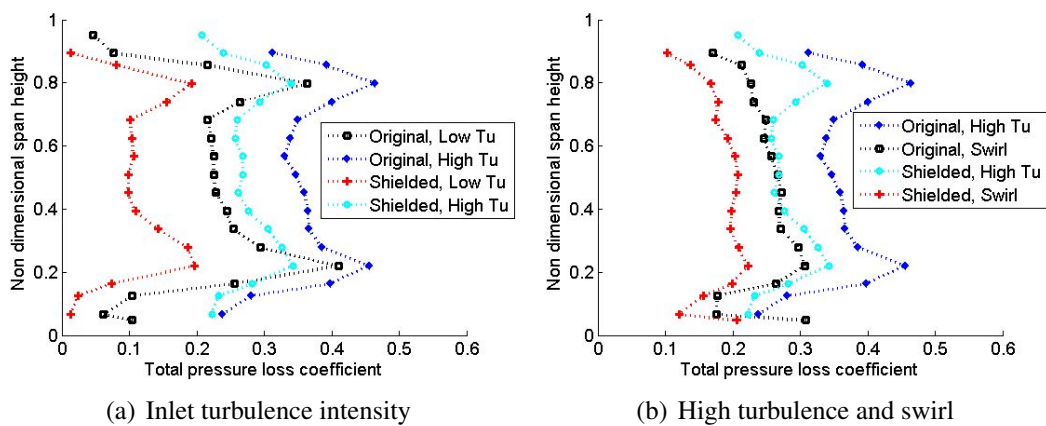 Non dimensional span height
1
0.8
0.6
0.4
0.2
0
0 0.1 0.2 0.3 0.4 0.5 0.6
Total pressure loss coefficient
Original, Low Tu
Original, High Tu
Shielded, Low Tu
Shielded, High Tu
(a) Inlet turbulence intensity
Non dimensional span height
1
0.8
0.6
0.4
0.2
0
0 0.1 0.2 0.3 0.4 0.5 0.6
Total pressure loss coefficient
Original, High Tu
Original, Swirl
Shielded, High Tu
Shielded, Swirl
(b) High turbulence and swirl